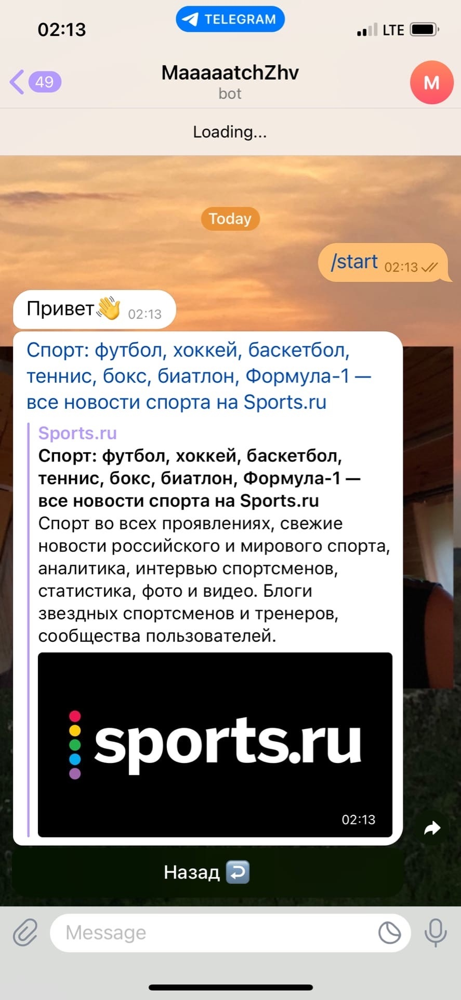 02:13
TELEGRAM
LTE
49
MaaaaatchZhv
bot
M
Loading...
Today
/start 02:13
Привет👋 02:13
Спорт: футбол, хоккей, баскетбол,
теннис, бокс, биатлон, Формула-1 —
все новости спорта на Sports.ru
Sports.ru
Спорт: футбол, хоккей, баскетбол,
теннис, бокс, биатлон, Формула-1 —
все новости спорта на Sports.ru
Спорт во всех проявлениях, свежие
новости российского и мирового спорта,
аналитика, интервью спортсменов,
статистика, фото и видео. Блоги
звездных спортсменов и тренеров,
сообщества пользователей.
sports.ru
02:13
Назад ↩️
Message